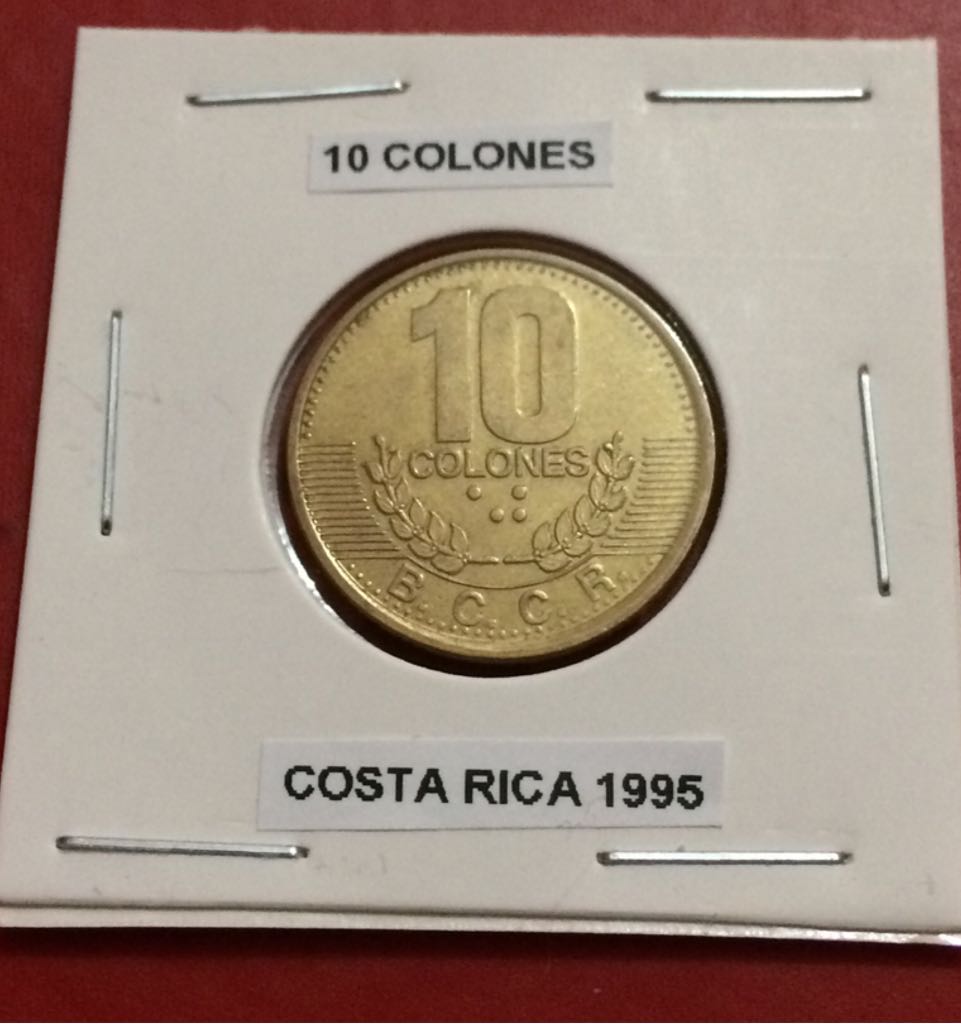 10 COLONES
10
COLONES
B. C. C. R.
COSTA RICA 1995